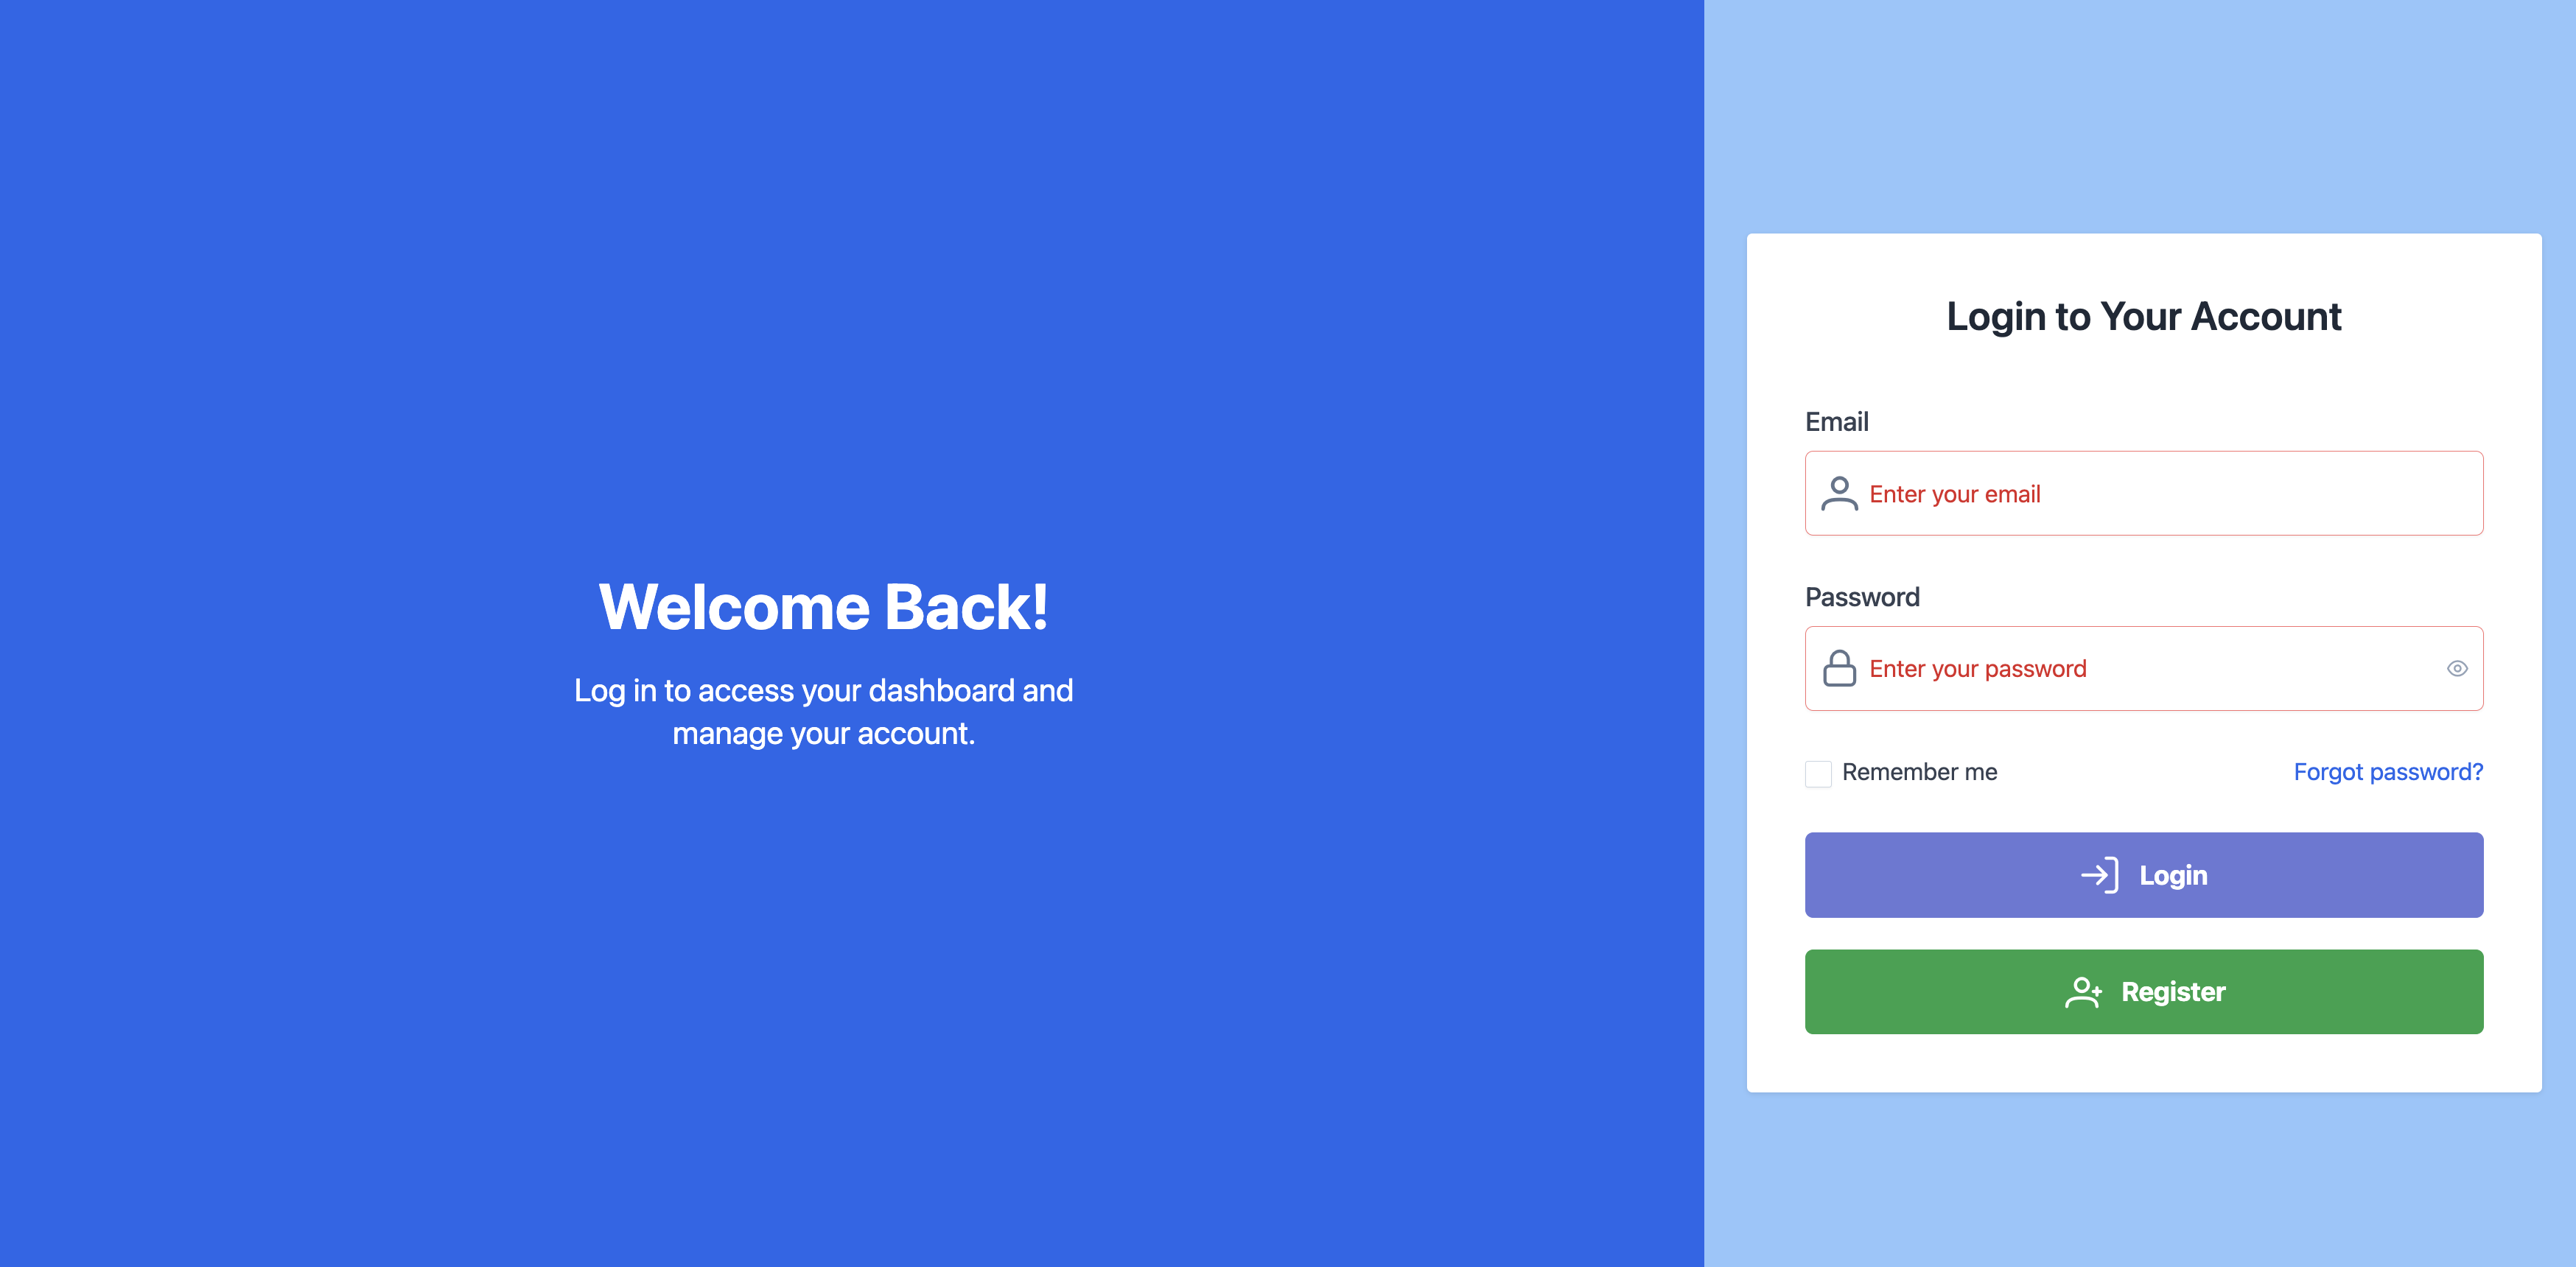 Welcome Back!
Log in to access your dashboard and
manage your account.
Login to Your Account
Email
Enter your email
Password
Enter your password
Remember me
Forgot password?
Login
Register